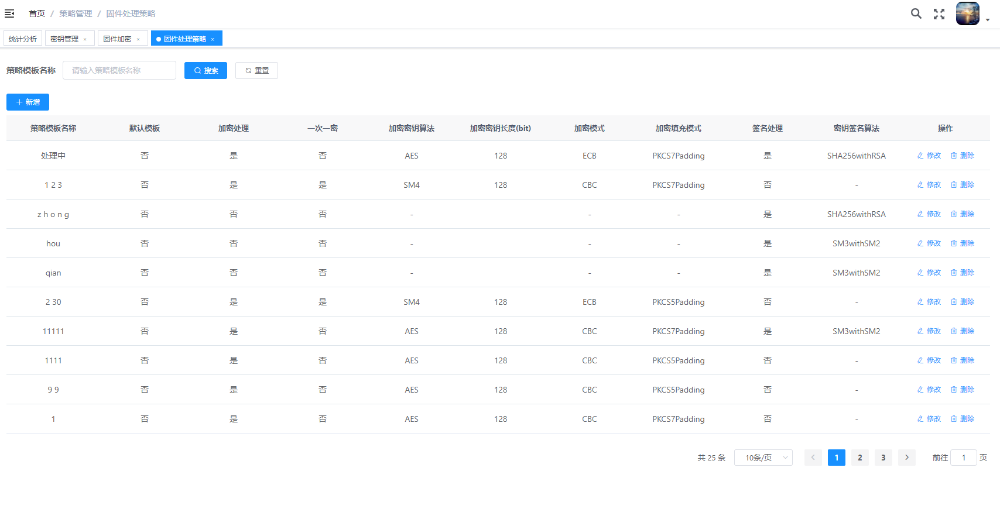 首页 / 策略管理 / 固件处理策略
统计分析 密钥管理 × 固件加密 × 固件处理策略 ×
策略模板名称 请输入策略模板名称 搜索 重置
+ 新增
策略模板名称 默认模板 加密处理 一次一密 加密密钥算法 加密密钥长度(bit) 加密模式 加密填充模式 签名处理 密钥签名算法 操作
处理中 否 是 否 AES 128 ECB PKCS7Padding 是 SHA256withRSA 修改 删除
1 2 3 否 是 是 SM4 128 CBC PKCS7Padding 否 - 修改 删除
z h o n g 否 否 否 - - - 是 SHA256withRSA 修改 删除
hou 否 否 否 - - - 是 SM3withSM2 修改 删除
qian 否 否 否 - - - 是 SM3withSM2 修改 删除
2 30 否 是 是 SM4 128 ECB PKCS5Padding 否 - 修改 删除
11111 否 是 否 AES 128 CBC PKCS7Padding 是 SM3withSM2 修改 删除
1111 否 是 否 AES 128 CBC PKCS5Padding 否 - 修改 删除
9 9 否 是 否 AES 128 CBC PKCS5Padding 否 - 修改 删除
1 否 是 否 AES 128 CBC PKCS7Padding 否 - 修改 删除
共 25 条 10条/页 < 1 2 3 > 前往 1 页